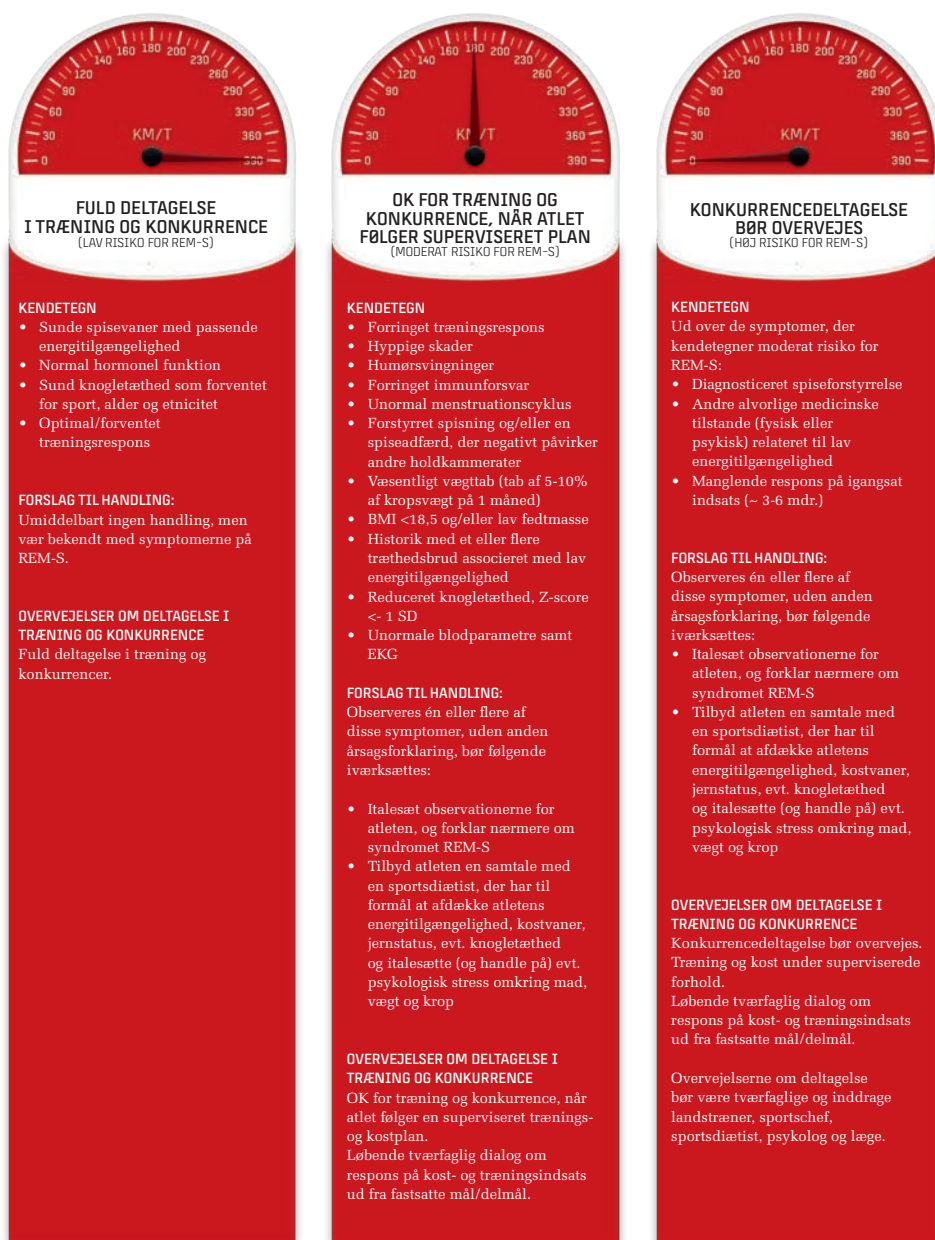 0
30
60
90
120
140
160
180
200
230
260
290
330
360
390
KM/T
FULD DELTAGELSE
I TRÆNING OG KONKURRENCE
(LAV RISIKO FOR REM-S)
KENDETEGN
• Sunde spisevaner med passende
energitilgængelighed
• Normal hormonel funktion
• Sund knogletæthed som forventet
for sport, alder og etnicitet
• Optimal/forventet
træningsrespons
FORSLAG TIL HANDLING:
Umiddelbart ingen handling, men
vær bekendt med symptomerne på
REM-S.
OVERVEJELSER OM DELTAGELSE I
TRÆNING OG KONKURRENCE
Fuld deltagelse i træning og
konkurrencer.
0
30
60
90
120
140
160
180
200
230
260
290
330
360
390
KM/T
OK FOR TRÆNING OG
KONKURRENCE, NÅR ATLET
FØLGER SUPERVISERET PLAN
(MODERAT RISIKO FOR REM-S)
KENDETEGN
• Forringet træningsrespons
• Hyppige skader
• Humørsvingninger
• Forringet immunforsvar
• Unormal menstruationscyklus
• Forstyrret spisning og/eller en
spiseadfærd, der negativt påvirker
andre holdkammerater
• Væsentligt vægttab (tab af 5-10%
af kropsvægt på 1 måned)
• BMI <18,5 og/eller lav fedtmasse
• Historik med et eller flere
træthedsbrud associeret med lav
energitilgængelighed
• Reduceret knogletæthed, Z-score
<- 1 SD
• Unormale blodparametre samt
EKG
FORSLAG TIL HANDLING:
Observeres én eller flere af
disse symptomer, uden anden
årsagsforklaring, bør følgende
iværksættes:
• Italesæt observationerne for
atleten, og forklar nærmere om
syndromet REM-S
• Tilbyd atleten en samtale med
en sportsdiætist, der har til
formål at afdække atletens
energitilgængelighed, kostvaner,
jernstatus, evt. knogletæthed
og italesætte (og handle på) evt.
psykologisk stress omkring mad,
vægt og krop
OVERVEJELSER OM DELTAGELSE I
TRÆNING OG KONKURRENCE
OK for træning og konkurrence, når
atlet følger en superviseret trænings-
og kostplan.
Løbende tværfaglig dialog om
respons på kost- og træningsindsats
ud fra fastsatte mål/delmål.
0
30
60
90
120
140
160
180
200
230
260
290
330
360
390
KM/T
KONKURRENCEDELTAGELSE
BØR OVERVEJES
(HØJ RISIKO FOR REM-S)
KENDETEGN
Ud over de symptomer, der
kendetegner moderat risiko for
REM-S:
• Diagnosticeret spiseforstyrrelse
• Andre alvorlige medicinske
tilstande (fysisk eller
psykisk) relateret til lav
energitilgængelighed
• Manglende respons på igangsat
indsats (~ 3-6 mdr.)
FORSLAG TIL HANDLING:
Observeres én eller flere af
disse symptomer, uden anden
årsagsforklaring, bør følgende
iværksættes:
• Italesæt observationerne for
atleten, og forklar nærmere om
syndromet REM-S
• Tilbyd atleten en samtale med
en sportsdiætist, der har til
formål at afdække atletens
energitilgængelighed, kostvaner,
jernstatus, evt. knogletæthed
og italesætte (og handle på) evt.
psykologisk stress omkring mad,
vægt og krop
OVERVEJELSER OM DELTAGELSE I
TRÆNING OG KONKURRENCE
Konkurrencedeltagelse bør overvejes.
Træning og kost under superviserede
forhold.
Løbende tværfaglig dialog om
respons på kost- og træningsindsats
ud fra fastsatte mål/delmål.
Overvejelserne om deltagelse
bør være tværfaglige og inddrage
landstræner, sportschef,
sportsdiætist, psykolog og læge.